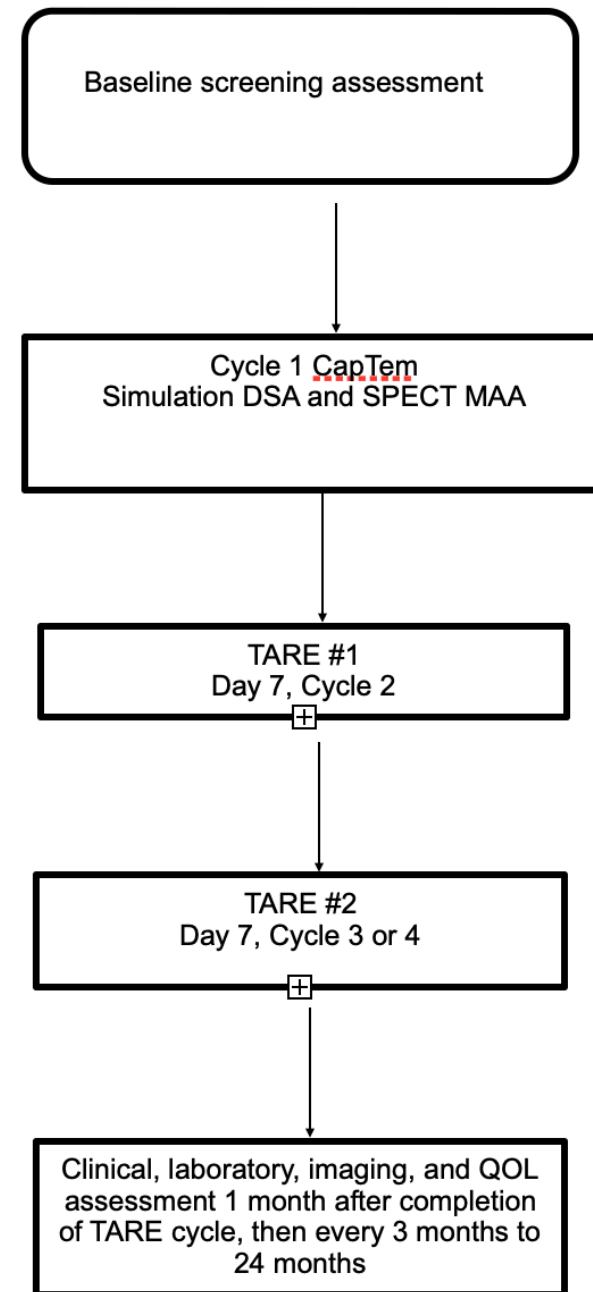 Baseline screening assessment
Cycle 1 CapTem
Simulation DSA and SPECT MAA
TARE #1
Day 7, Cycle 2
TARE #2
Day 7, Cycle 3 or 4
Clinical, laboratory, imaging, and QOL
assessment 1 month after completion
of TARE cycle, then every 3 months to
24 months